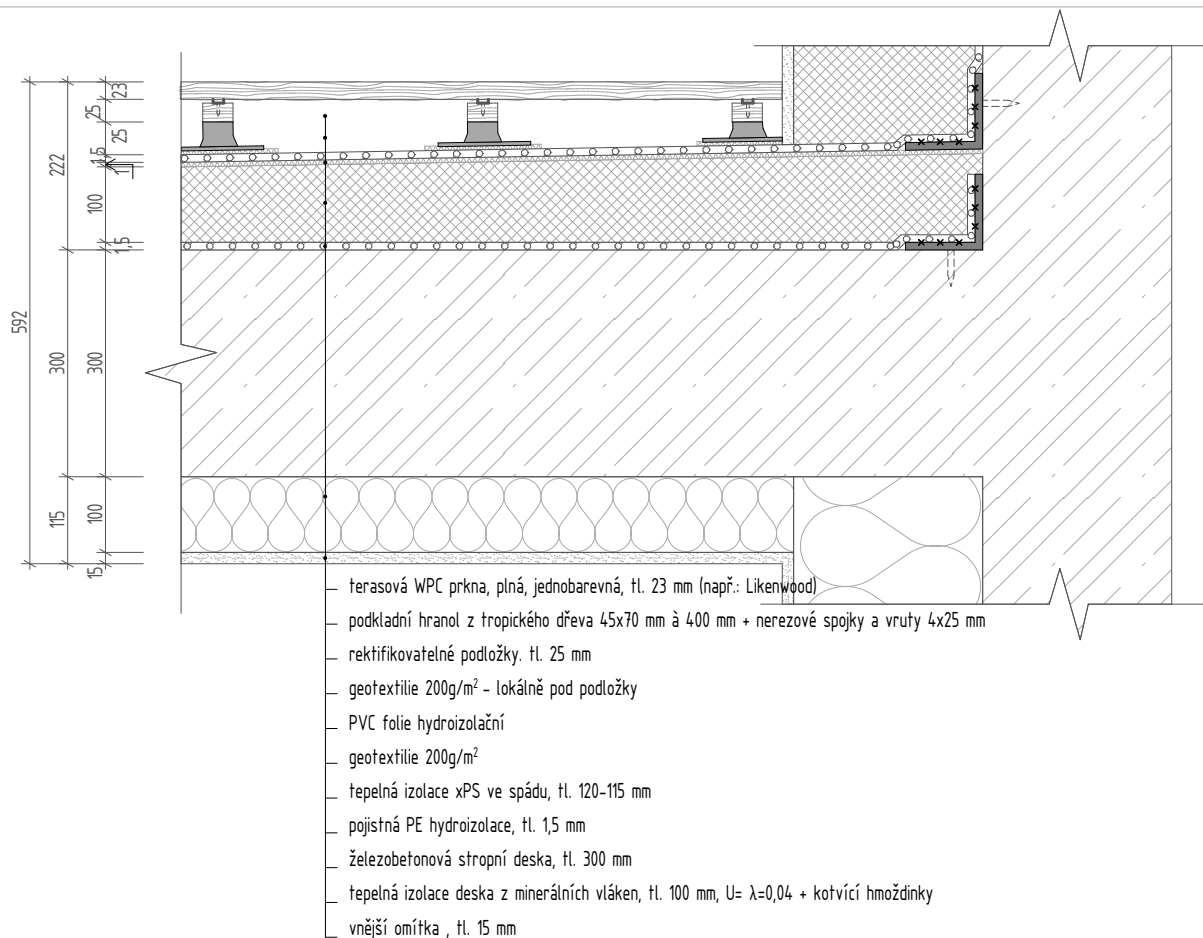 23
25
25
1,5
1
100
1,5
222
592
300
300
115
100
15
terasová WPC prkna, plná, jednobarevná, tl. 23 mm (např.: Likenwood)
podkladní hranol z tropického dřeva 45x70 mm à 400 mm + nerezové spojky a vruty 4x25 mm
rektifikovatelné podložky. tl. 25 mm
geotextilie 200g/m² - lokálně pod podložky
PVC folie hydroizolační
geotextilie 200g/m²
tepelná izolace xPS ve spádu, tl. 120-115 mm
pojistná PE hydroizolace, tl. 1,5 mm
železobetonová stropní deska, tl. 300 mm
tepelná izolace deska z minerálních vláken, tl. 100 mm, U= λ=0,04 + kotvící hmoždinky
vnější omítka , tl. 15 mm